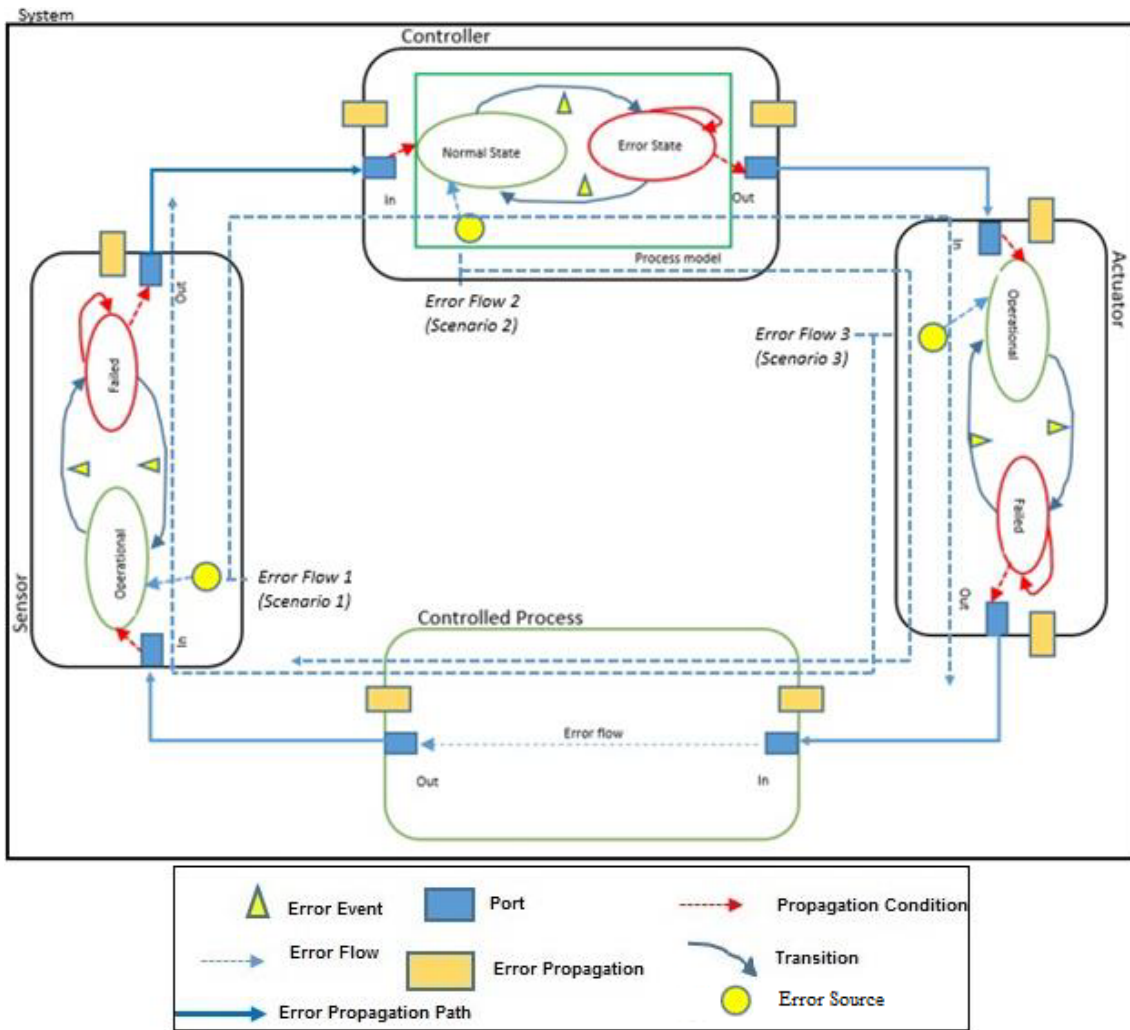 System
Controller
Normal State
Error State
In
Out
Process model
Error Flow 2
(Scenario 2)
Error Flow 3
(Scenario 3)
In
Actuator
Operational
Failed
Out
Out
Failed
Operational
Sensor
In
Error Flow 1
(Scenario 1)
Controlled Process
Error flow
Out
In
Error Event
Port
Propagation Condition
Error Flow
Error Propagation
Transition
Error Propagation Path
Error Source